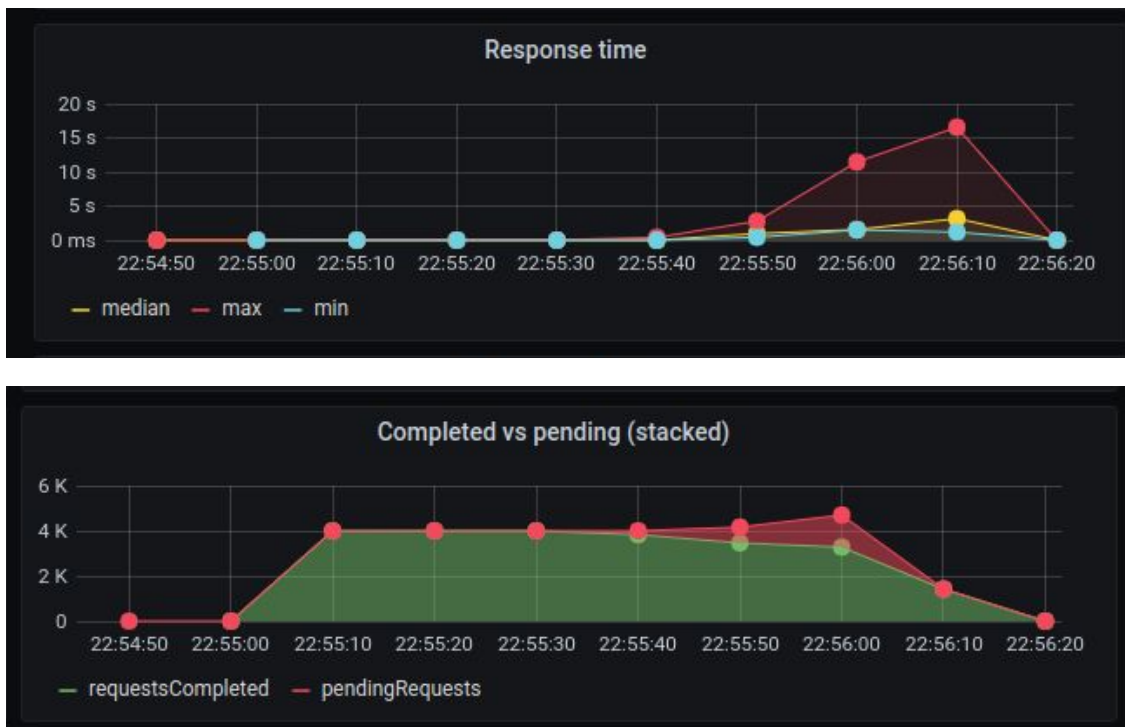 Response time
20 s
15 s
10 s
5 s
0 ms
22:54:50 22:55:00 22:55:10 22:55:20 22:55:30 22:55:40 22:55:50 22:56:00 22:56:10 22:56:20
median max min
Completed vs pending (stacked)
6 K
4 K
2 K
0
22:54:50 22:55:00 22:55:10 22:55:20 22:55:30 22:55:40 22:55:50 22:56:00 22:56:10 22:56:20
requestsCompleted pendingRequests